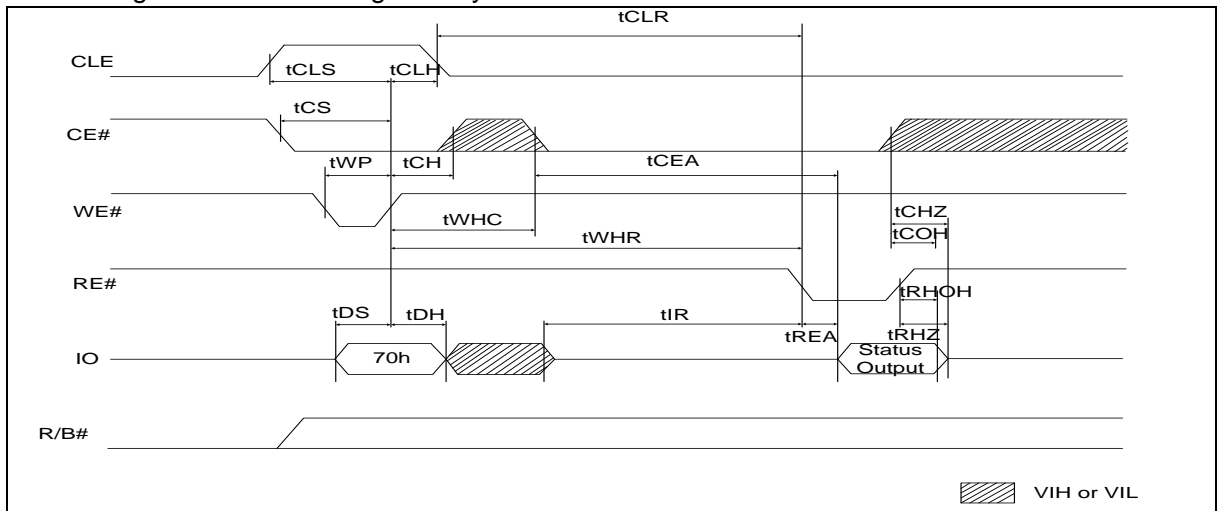 tCLR
CLE
tCLS
tCLH
tCS
CE#
tWP
tCH
tCEA
WE#
tWHC
tCHZ
tCOH
tWHR
RE#
tRHOH
tDS
tDH
tIR
tREA
tRHZ
IO
70h
Status
Output
R/B#
VIH or VIL